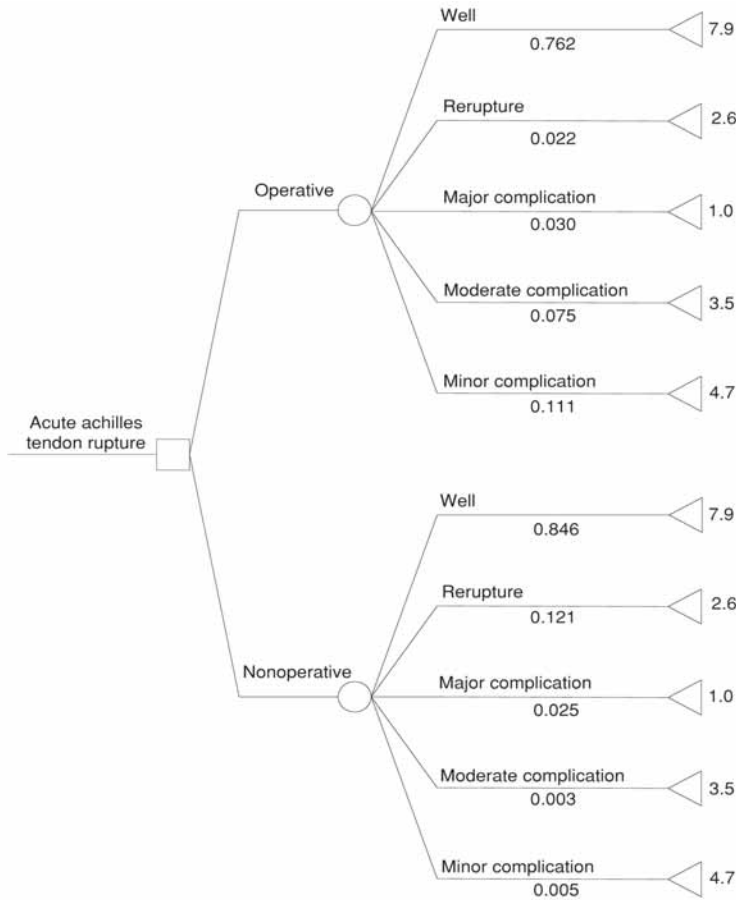 Well
0.762
7.9
Rerupture
0.022
2.6
Operative
Major complication
0.030
1.0
Moderate complication
0.075
3.5
Minor complication
0.111
4.7
Acute achilles
tendon rupture
Well
0.846
7.9
Rerupture
0.121
2.6
Nonoperative
Major complication
0.025
1.0
Moderate complication
0.003
3.5
Minor complication
0.005
4.7